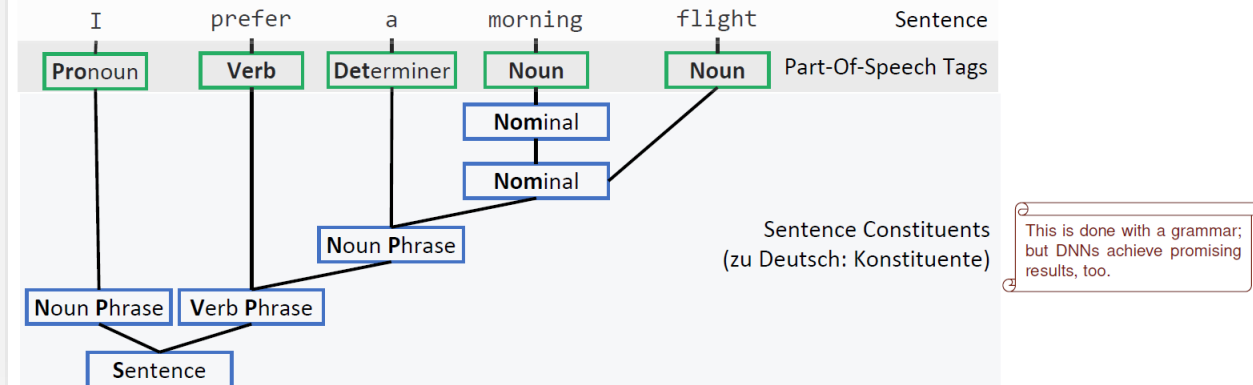 I prefer a morning flight Sentence
Pronoun Verb Determiner Noun Noun Part-Of-Speech Tags
Nominal
Nominal
Noun Phrase
Sentence Constituents
(zu Deutsch: Konstituente)
Noun Phrase Verb Phrase
Sentence
This is done with a grammar;
but DNNs achieve promising
results, too.